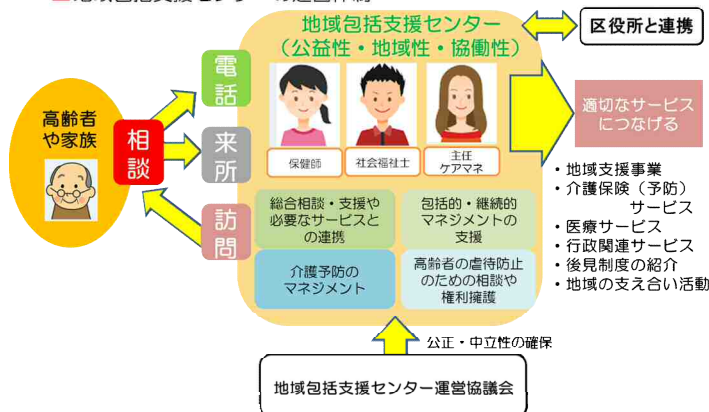 地域包括支援センター
（公益性・地域性・協働性）
区役所と連携
電話
高齢者
や家族
相談
来所
訪問
保健師
社会福祉士
主任
ケアマネ
適切なサービス
につなげる
・地域支援事業
・介護保険（予防）
サービス
・医療サービス
・行政関連サービス
・後見制度の紹介
・地域の支え合い活動
総合相談・支援や
必要なサービスと
の連携
包括的・継続的
マネジメントの
支援
介護予防の
マネジメント
高齢者の虐待防止
のための相談や
権利擁護
公正・中立性の確保
地域包括支援センター運営協議会